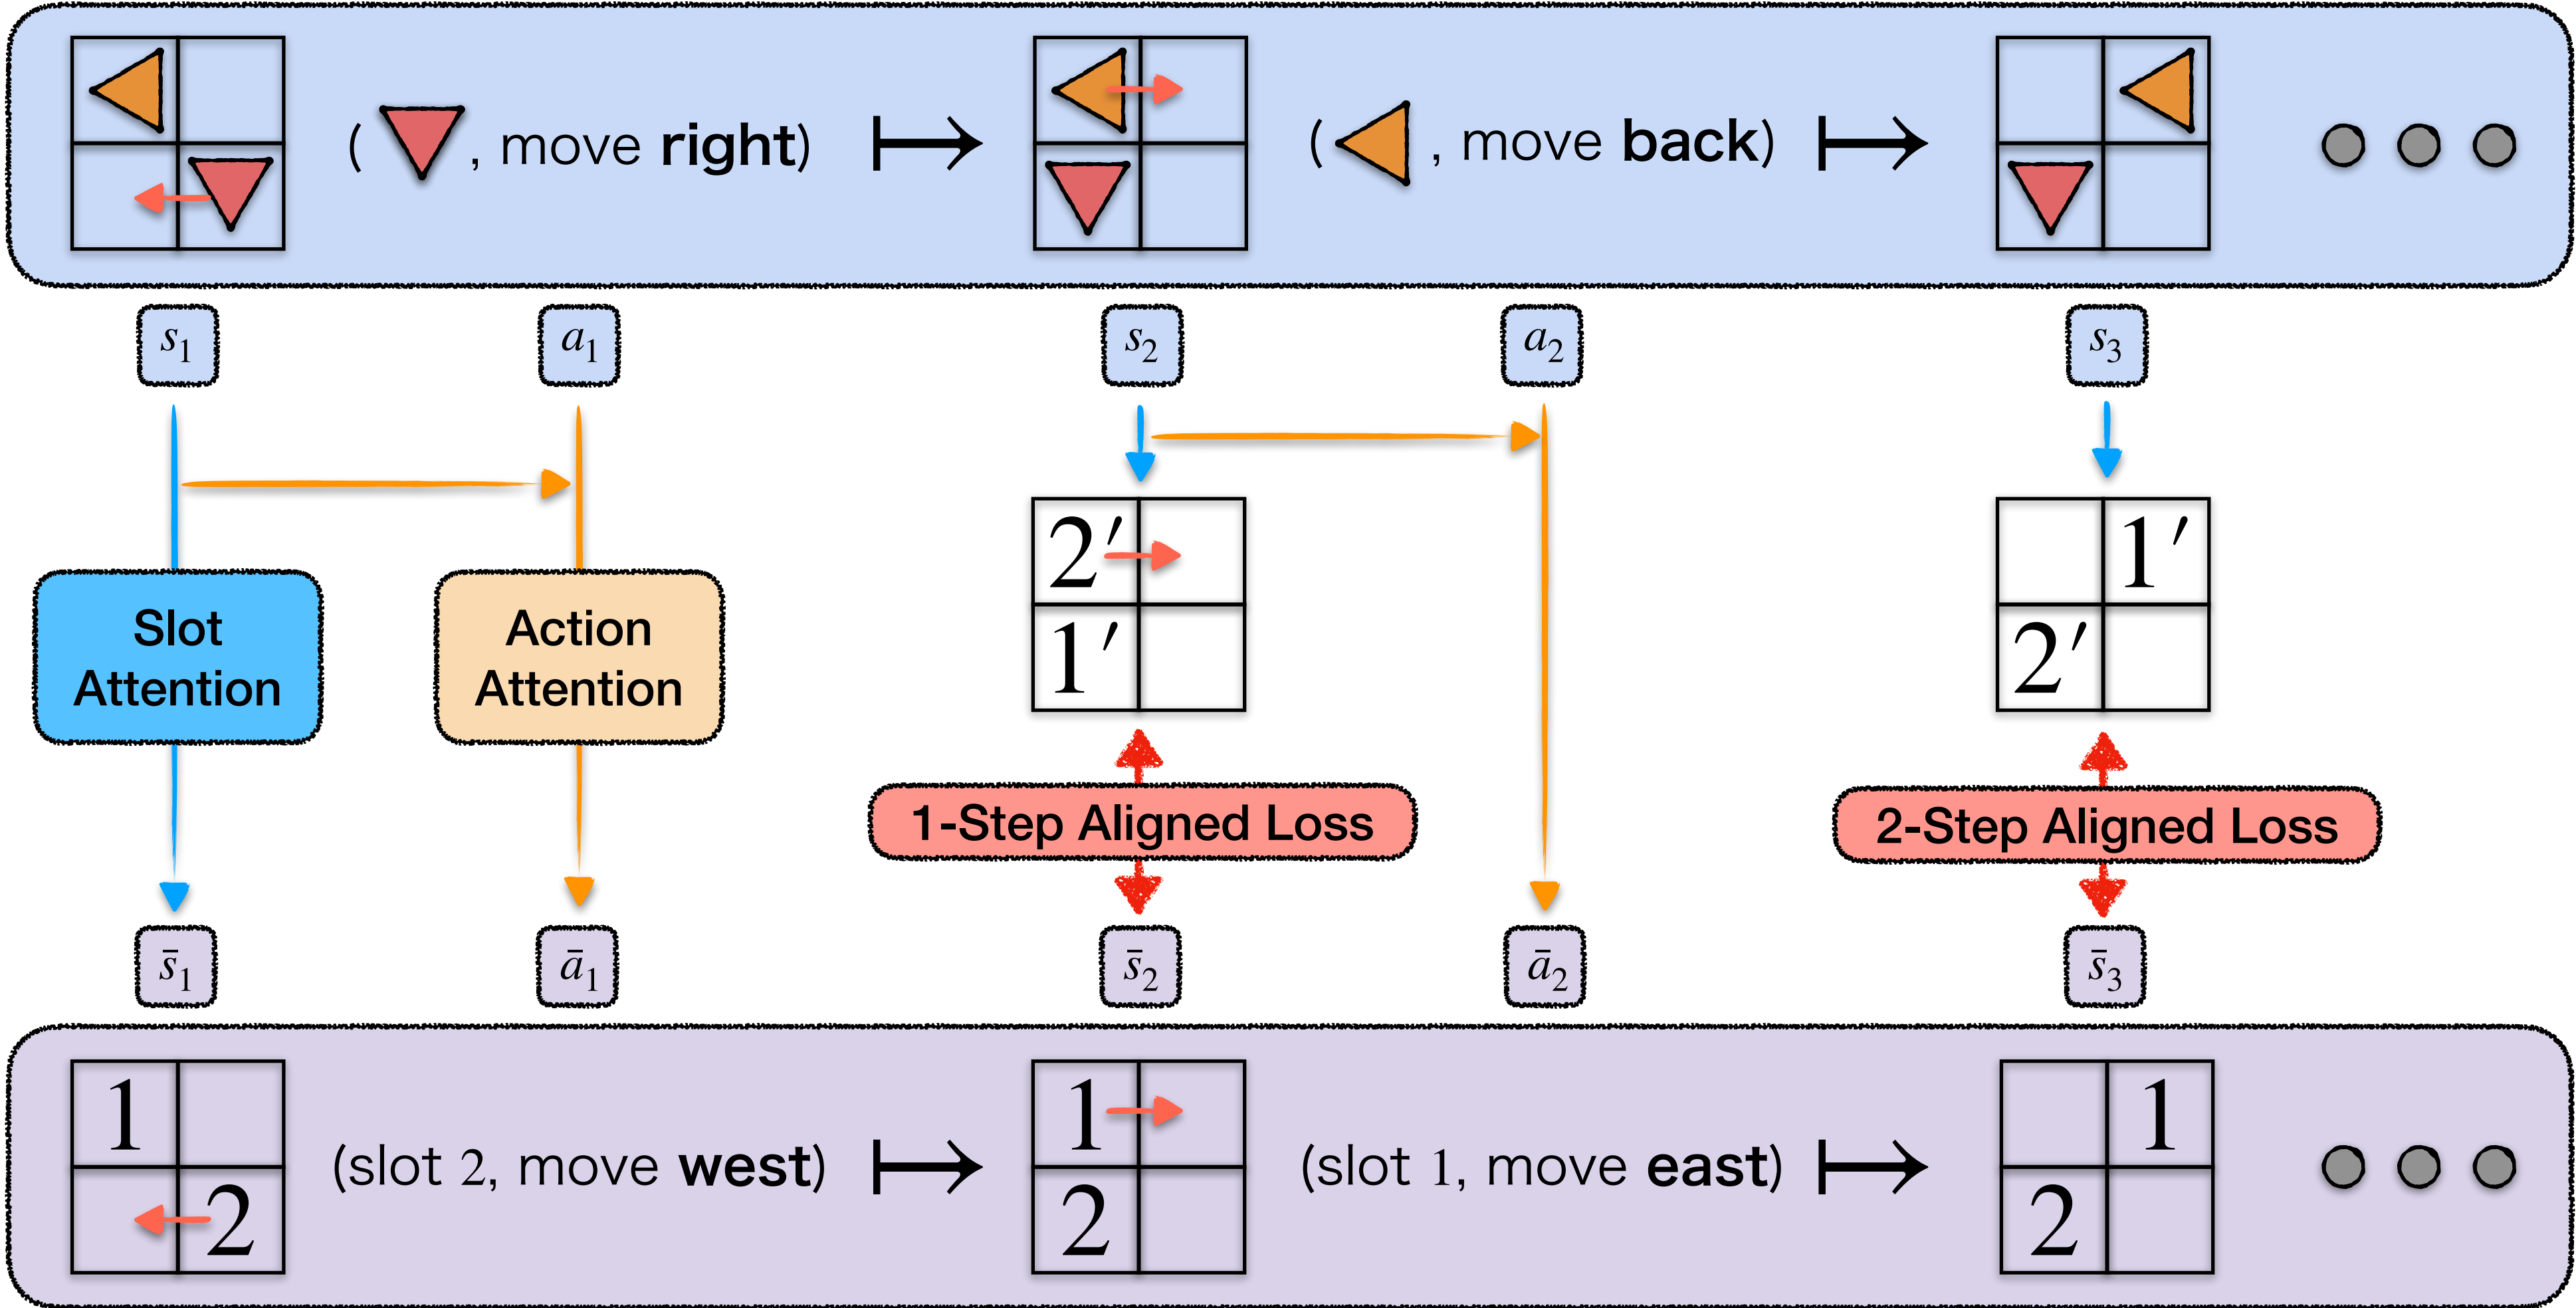 ( , move right)
( , move back)
s1
a1
s2
a2
s3
Slot
Attention
Action
Attention
2′
1′
1′
2′
1-Step Aligned Loss
2-Step Aligned Loss
s̄1
ā1
s̄2
ā2
s̄3
1
2
(slot 2, move west)
1
2
(slot 1, move east)
1
2